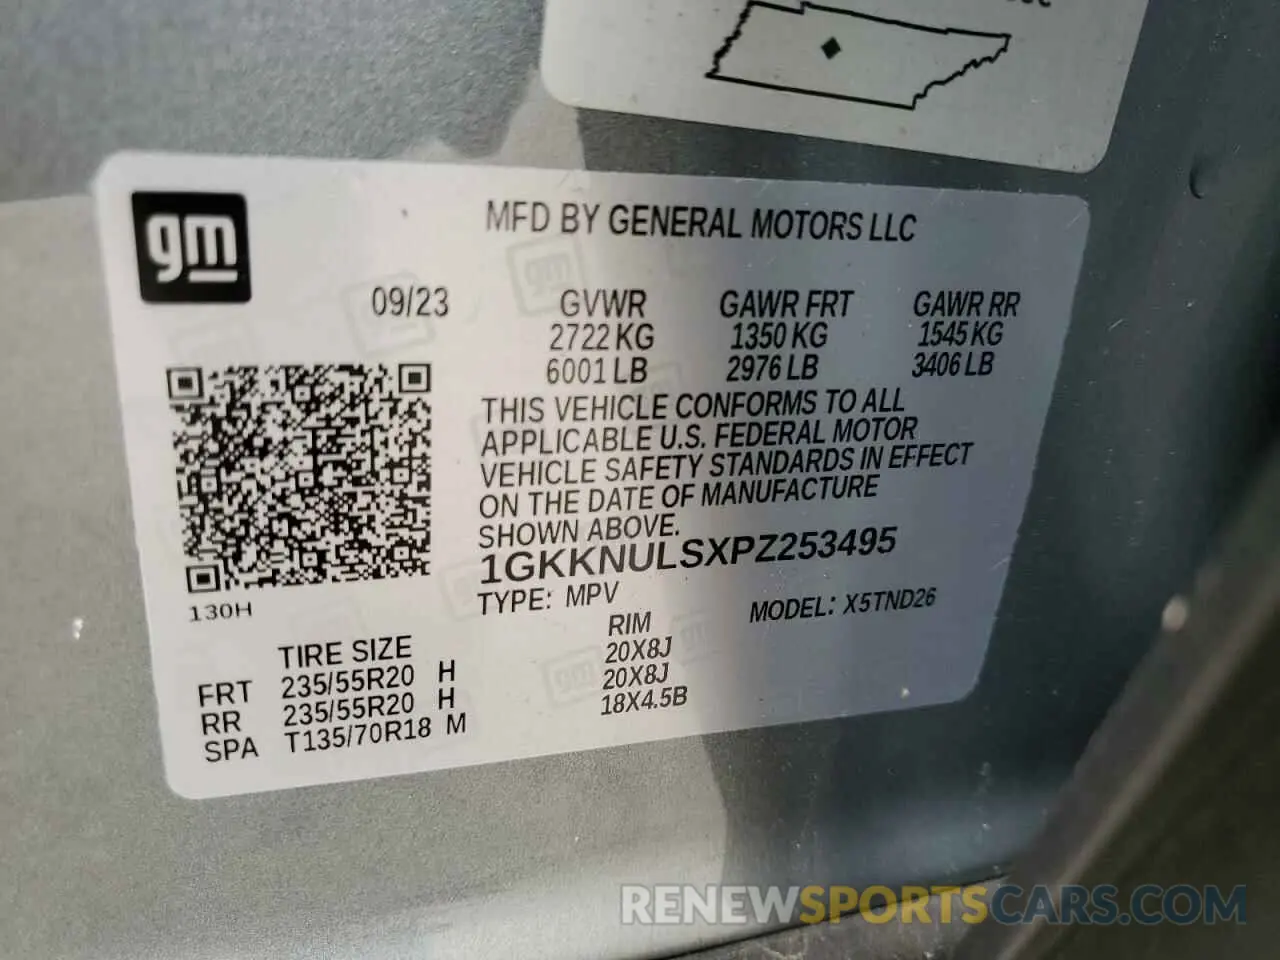 gm
MFD BY GENERAL MOTORS LLC
09/23 GVWR GAWR FRT GAWR RR
2722 KG 1350 KG 1545 KG
6001 LB 2976 LB 3406 LB
THIS VEHICLE CONFORMS TO ALL
APPLICABLE U.S. FEDERAL MOTOR
VEHICLE SAFETY STANDARDS IN EFFECT
ON THE DATE OF MANUFACTURE
SHOWN ABOVE.
1GKKNULSXPZ253495
TYPE: MPV MODEL: X5TND26
130H
TIRE SIZE RIM
FRT 235/55R20 H 20X8J
RR 235/55R20 H 20X8J
SPA T135/70R18 M 18X4.5B
RENEWSPORTSCARS.COM